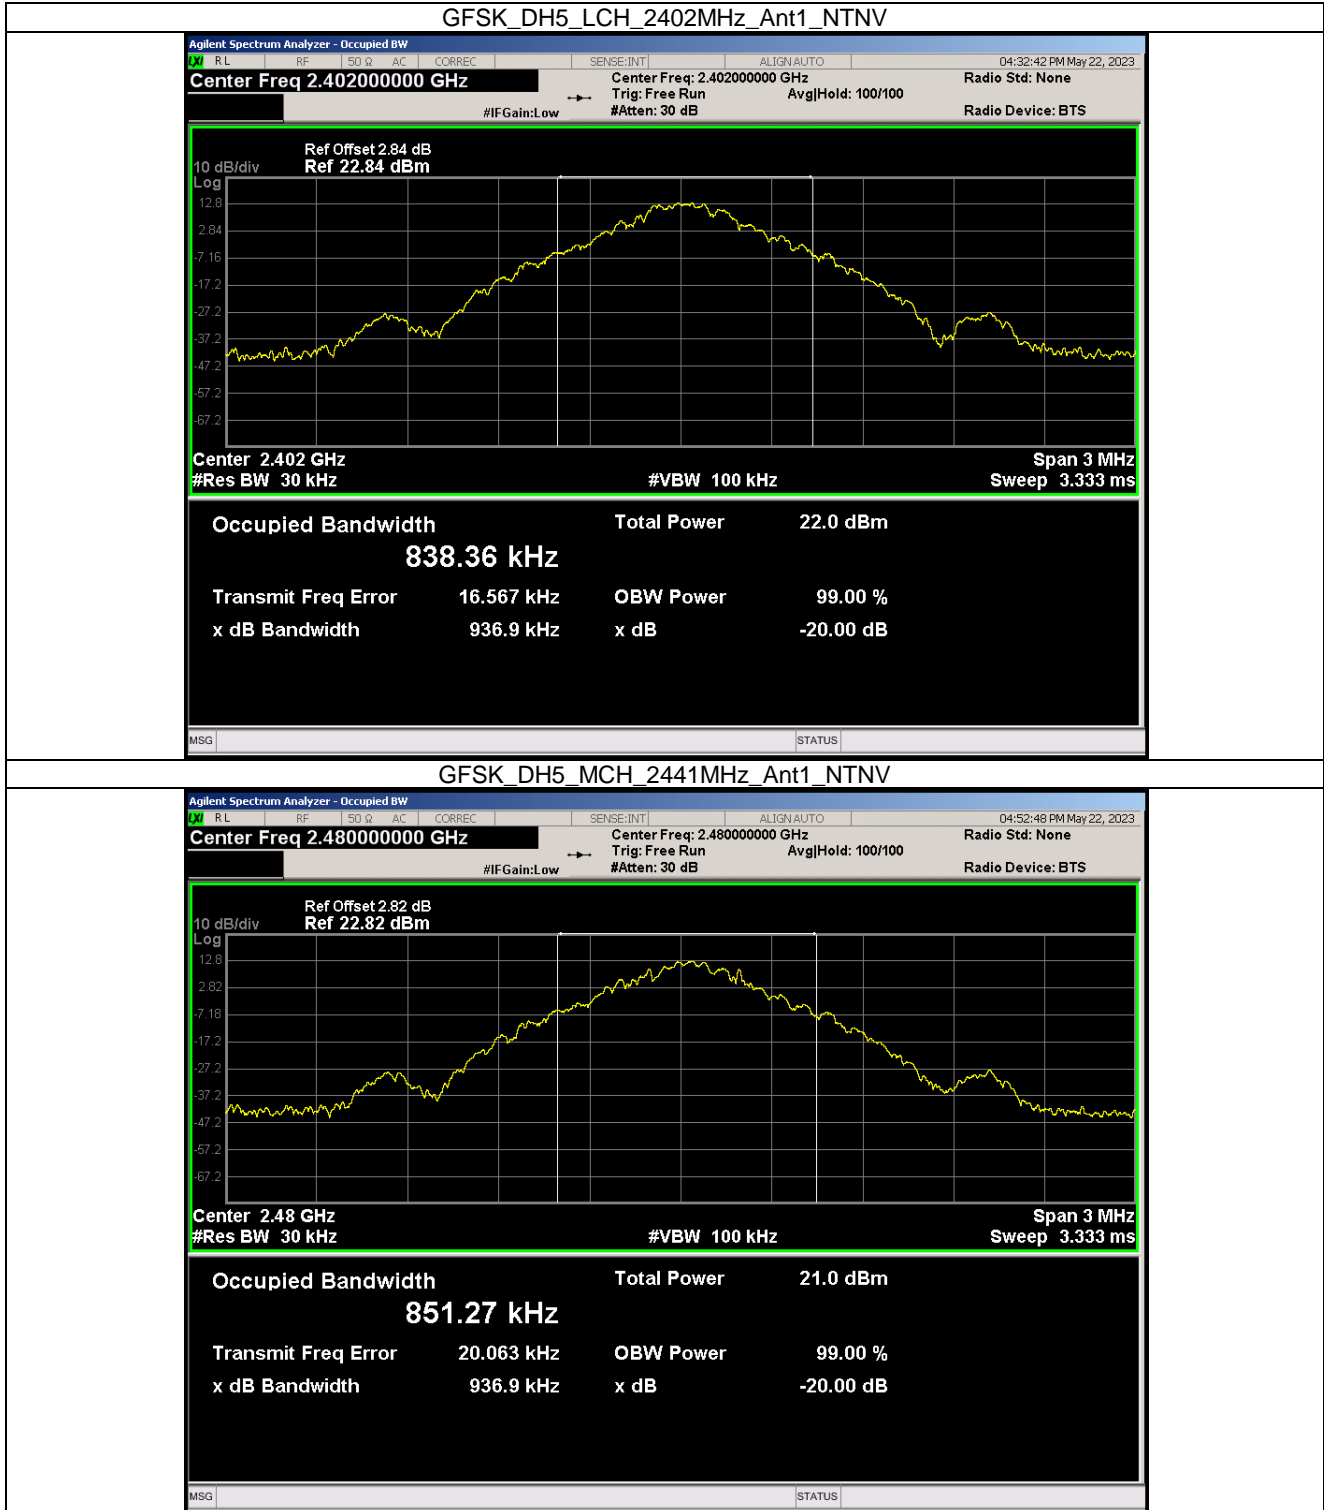 GFSK_DH5_LCH_2402MHz_Ant1_NTNV
Agilent Spectrum Analyzer - Occupied BW
LXI RL RF 50 Ω AC CORREC SENSE:INT ALIGN AUTO 04:32:42 PM May 22, 2023
Center Freq 2.402000000 GHz Center Freq: 2.402000000 GHz Radio Std: None
Trig: Free Run Avg|Hold: 100/100
#IFGain:Low #Atten: 30 dB Radio Device: BTS
Ref Offset 2.84 dB
10 dB/div Ref 22.84 dBm
Log
12.8
2.84
-7.16
-17.2
-27.2
-37.2
-47.2
-57.2
-67.2
Center 2.402 GHz Span 3 MHz
#Res BW 30 kHz #VBW 100 kHz Sweep 3.333 ms
Occupied Bandwidth Total Power 22.0 dBm
838.36 kHz
Transmit Freq Error 16.567 kHz OBW Power 99.00 %
x dB Bandwidth 936.9 kHz x dB -20.00 dB
MSG STATUS
GFSK_DH5_MCH_2441MHz_Ant1_NTNV
Agilent Spectrum Analyzer - Occupied BW
LXI RL RF 50 Ω AC CORREC SENSE:INT ALIGN AUTO 04:52:48 PM May 22, 2023
Center Freq 2.480000000 GHz Center Freq: 2.480000000 GHz Radio Std: None
Trig: Free Run Avg|Hold: 100/100
#IFGain:Low #Atten: 30 dB Radio Device: BTS
Ref Offset 2.82 dB
10 dB/div Ref 22.82 dBm
Log
12.8
2.82
-7.18
-17.2
-27.2
-37.2
-47.2
-57.2
-67.2
Center 2.48 GHz Span 3 MHz
#Res BW 30 kHz #VBW 100 kHz Sweep 3.333 ms
Occupied Bandwidth Total Power 21.0 dBm
851.27 kHz
Transmit Freq Error 20.063 kHz OBW Power 99.00 %
x dB Bandwidth 936.9 kHz x dB -20.00 dB
MSG STATUS